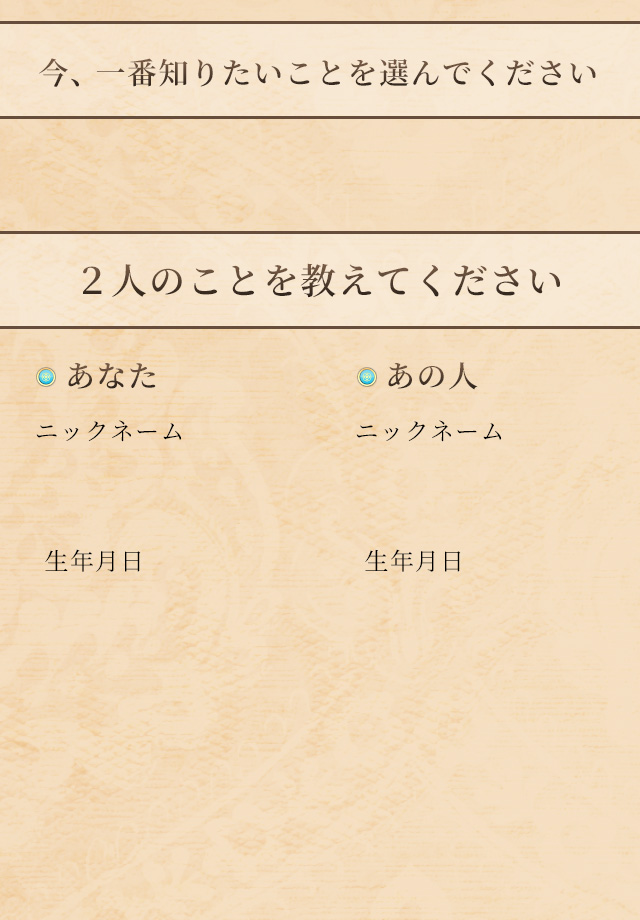 今、一番知りたいことを選んでください
２人のことを教えてください
あなた
あの人
ニックネーム
ニックネーム
生年月日
生年月日